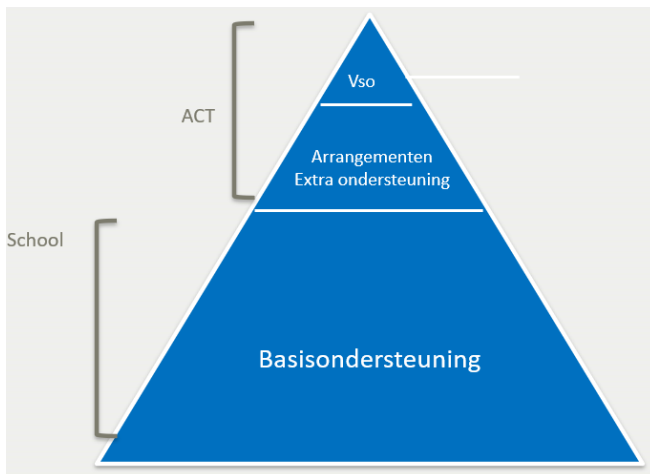 Vso
ACT
Arrangementen
Extra ondersteuning
School
Basisondersteuning